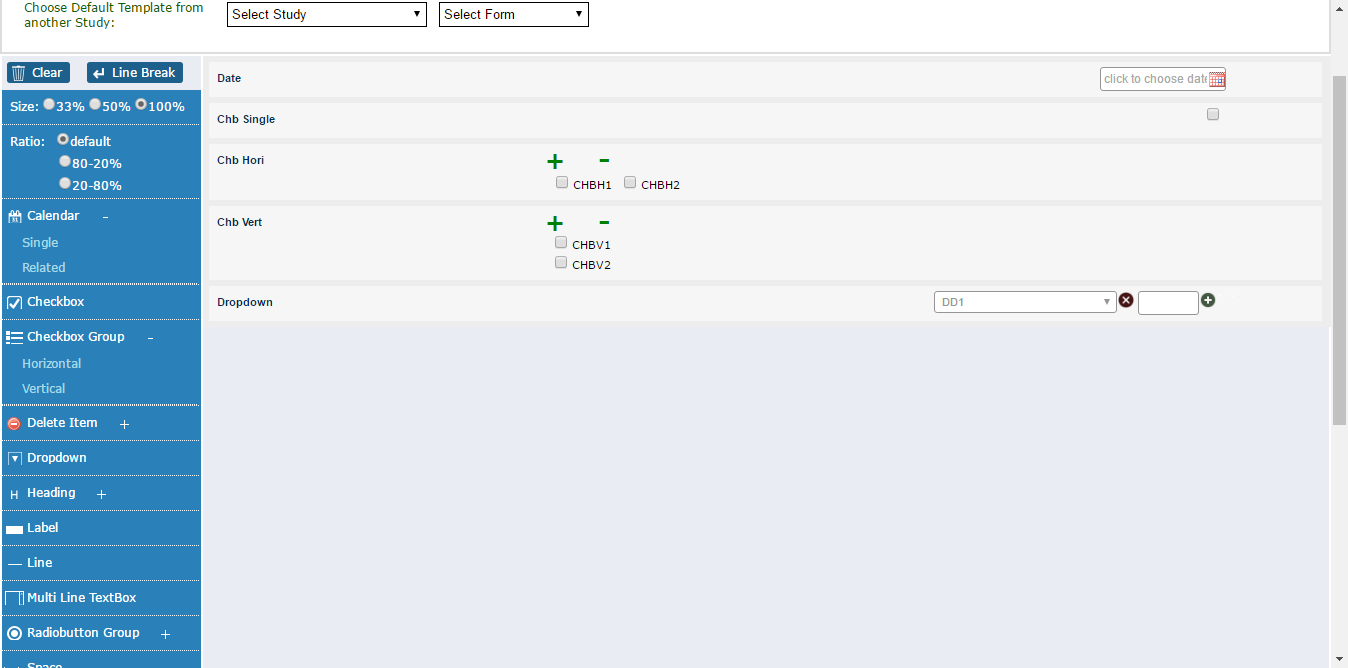 Choose Default Template from
another Study:
Select Study
Select Form
Clear
Line Break
Size: 33% 50% 100%
Ratio: default
80-20%
20-80%
Calendar -
Single
Related
Checkbox
Checkbox Group -
Horizontal
Vertical
Delete Item +
Dropdown
H Heading +
Label
Line
Multi Line TextBox
Radiobutton Group +
Space
Date
click to choose date
Chb Single
Chb Hori
+ -
CHBH1 CHBH2
Chb Vert
+ -
CHBV1
CHBV2
Dropdown
DD1